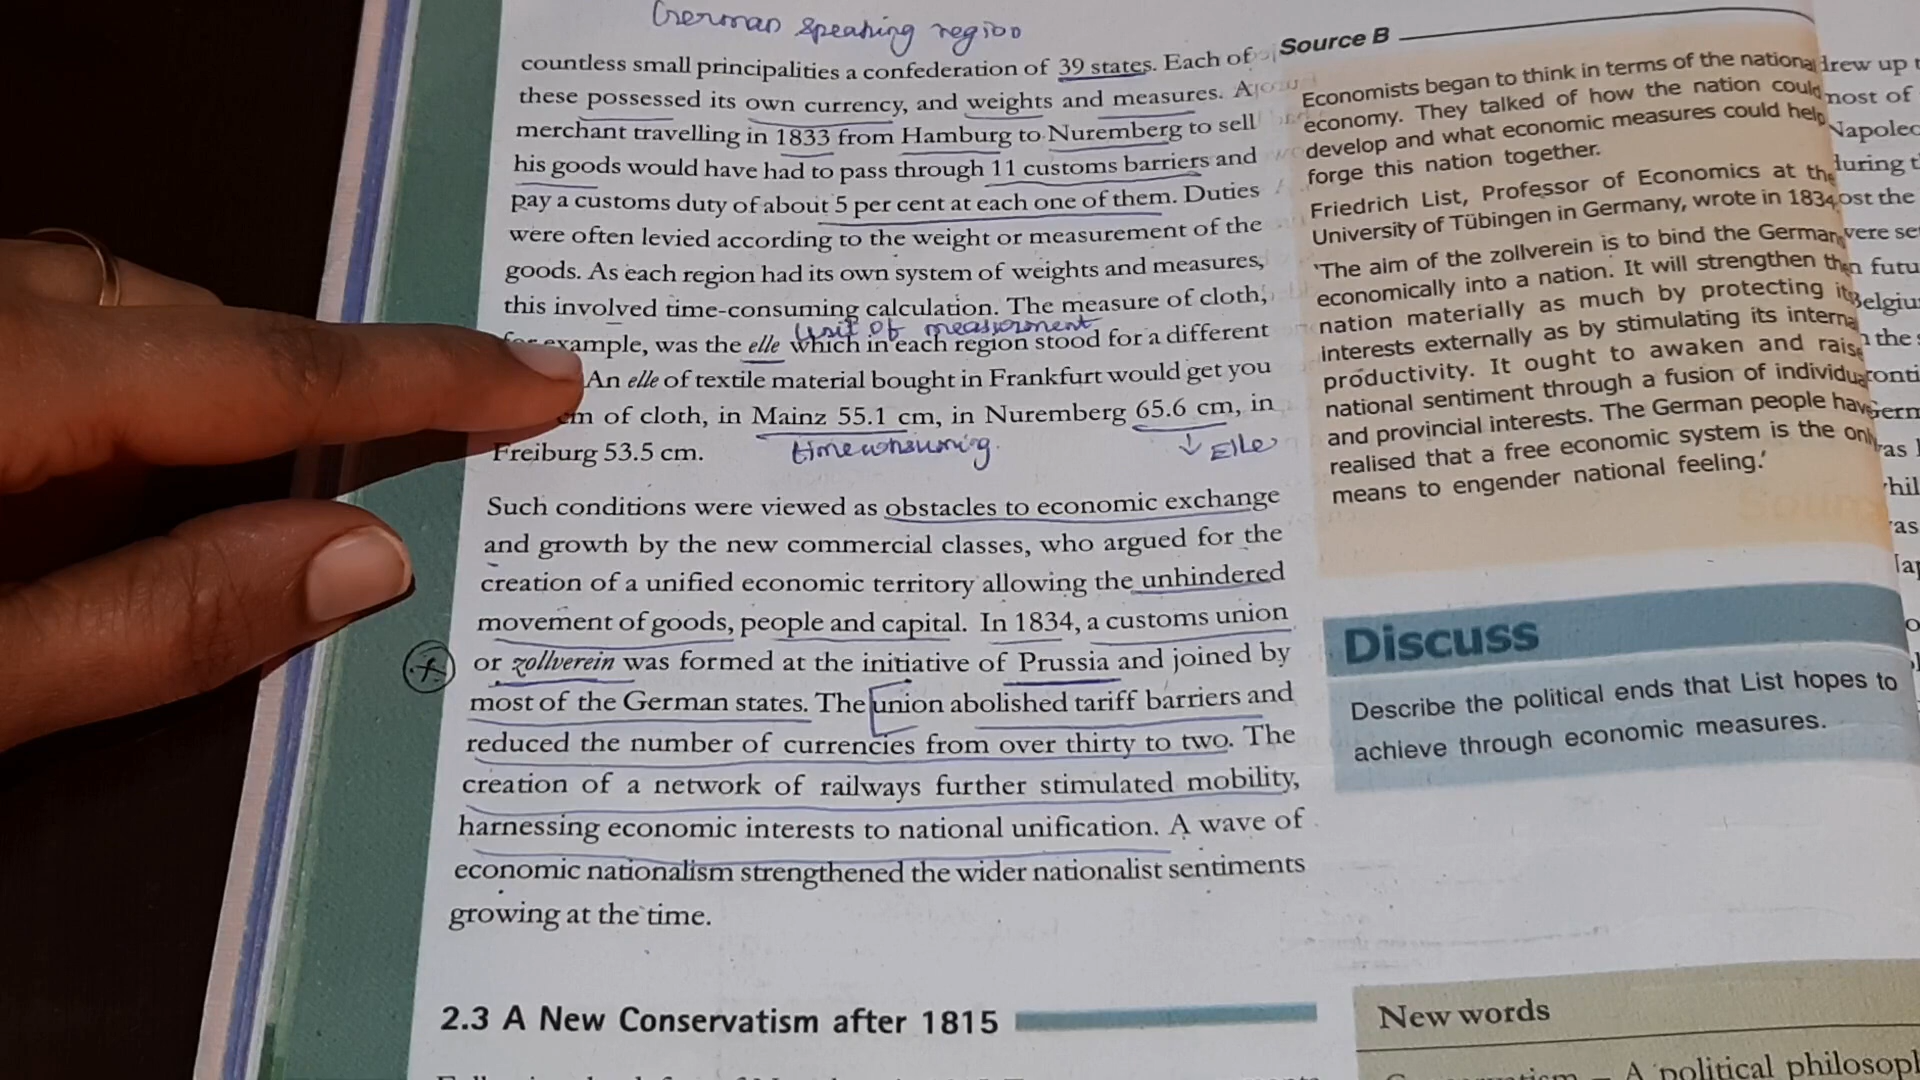 German speaking region
countless small principalities a confederation of 39 states. Each of
these possessed its own currency, and weights and measures. A
merchant travelling in 1833 from Hamburg to Nuremberg to sell
his goods would have had to pass through 11 customs barriers and
pay a customs duty of about 5 per cent at each one of them. Duties
were often levied according to the weight or measurement of the
goods. As each region had its own system of weights and measures,
this involved time-consuming calculation. The measure of cloth,
unit of measurment
example, was the elle which in each region stood for a different
An elle of textile material bought in Frankfurt would get you
cm of cloth, in Mainz 55.1 cm, in Nuremberg 65.6 cm, in
Freiburg 53.5 cm.
timeconsuming
↓ Elle
Such conditions were viewed as obstacles to economic exchange
and growth by the new commercial classes, who argued for the
creation of a unified economic territory allowing the unhindered
movement of goods, people and capital. In 1834, a customs union
or zollverein was formed at the initiative of Prussia and joined by
most of the German states. The union abolished tariff barriers and
reduced the number of currencies from over thirty to two. The
creation of a network of railways further stimulated mobility,
harnessing economic interests to national unification. A wave of
economic nationalism strengthened the wider nationalist sentiments
growing at the time.
2.3 A New Conservatism after 1815
Source B
Economists began to think in terms of the national
economy. They talked of how the nation could
develop and what economic measures could help
forge this nation together.
Friedrich List, Professor of Economics at the
University of Tübingen in Germany, wrote in 1834
'The aim of the zollverein is to bind the Germans
economically into a nation. It will strengthen the
nation materially as much by protecting its
interests externally as by stimulating its internal
productivity. It ought to awaken and raise
national sentiment through a fusion of individual
and provincial interests. The German people have
realised that a free economic system is the only
means to engender national feeling.'
Discuss
Describe the political ends that List hopes to
achieve through economic measures.
New words
A political
drew up
most of
the
were